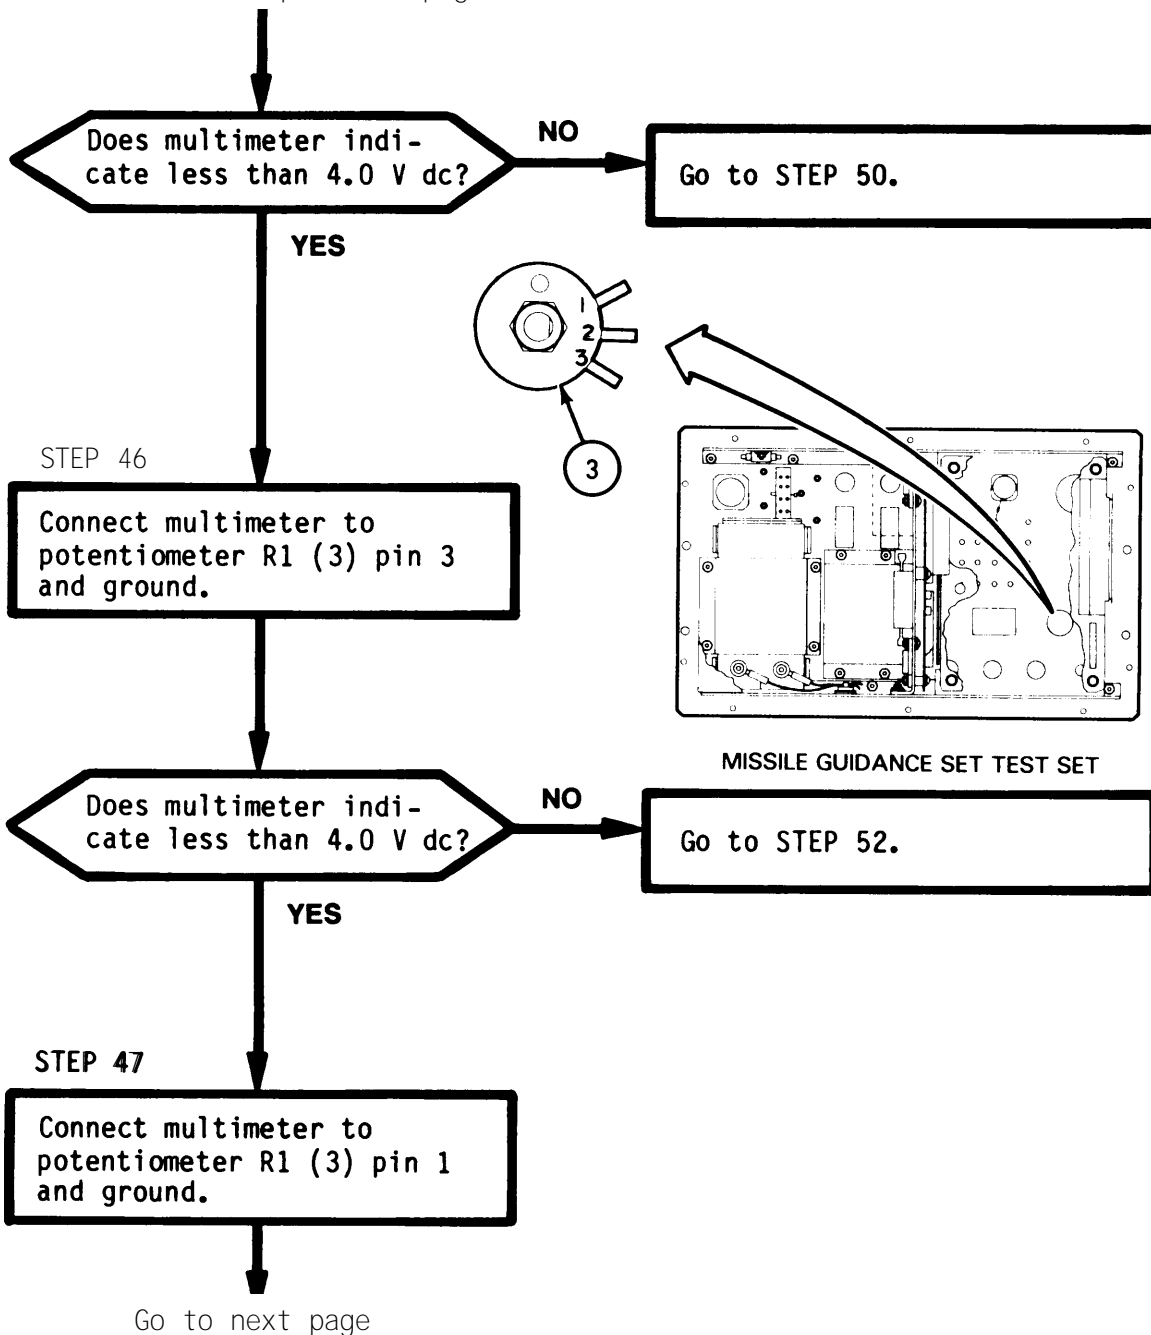 Does multimeter indi-
cate less than 4.0 V dc?
NO
Go to STEP 50.
YES
1
2
3
3
STEP 46
Connect multimeter to
potentiometer R1 (3) pin 3
and ground.
MISSILE GUIDANCE SET TEST SET
Does multimeter indi-
cate less than 4.0 V dc?
NO
Go to STEP 52.
YES
STEP 47
Connect multimeter to
potentiometer R1 (3) pin 1
and ground.
Go to next page